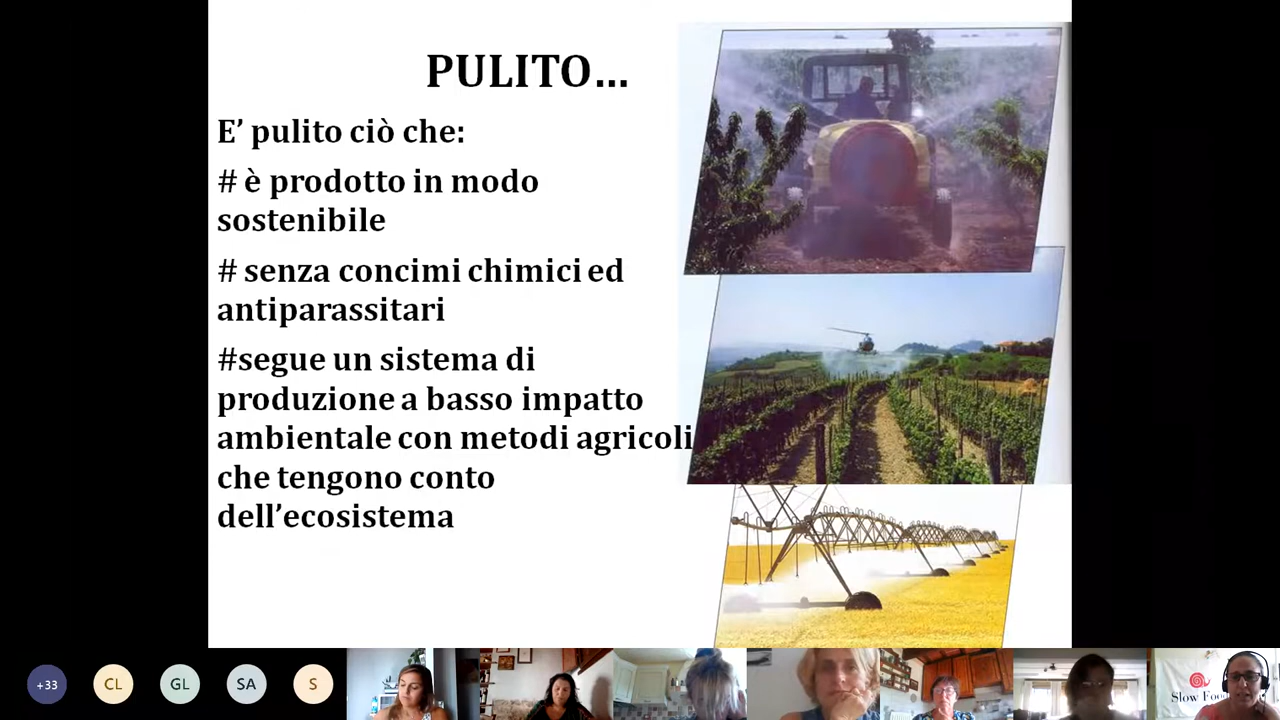 PULITO...
E' pulito ciò che:
# è prodotto in modo
sostenibile
# senza concimi chimici ed
antiparassitari
#segue un sistema di
produzione a basso impatto
ambientale con metodi agricoli
che tengono conto
dell'ecosistema
+33
CL
GL
SA
S
Slow